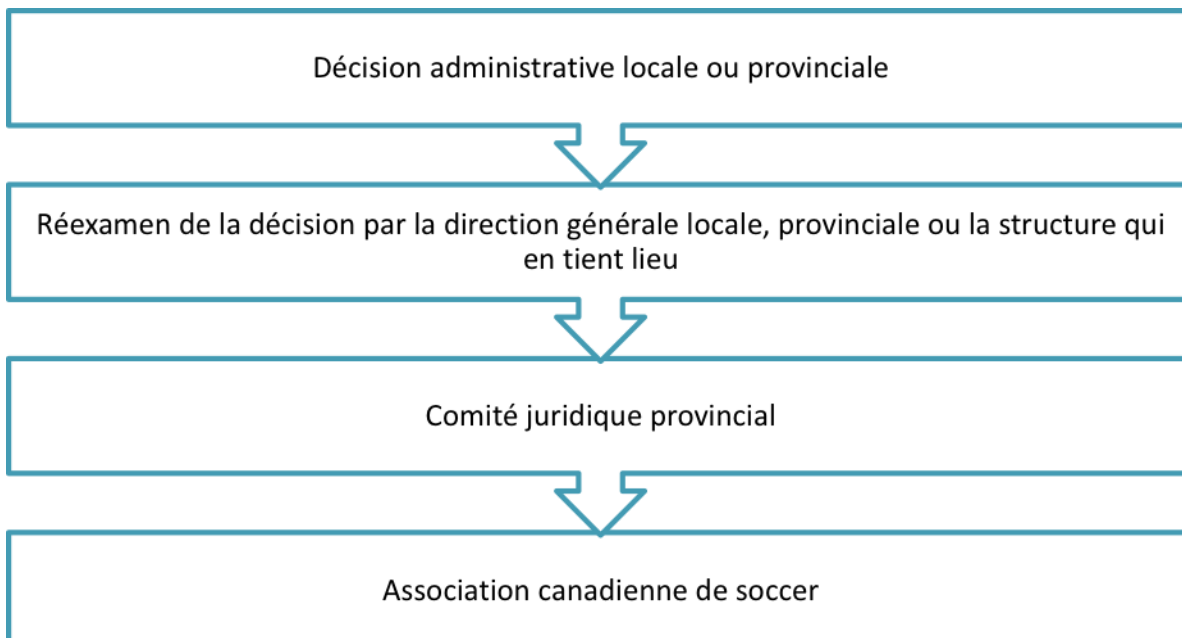 Décision administrative locale ou provinciale
Réexamen de la décision par la direction générale locale, provinciale ou la structure qui
en tient lieu
Comité juridique provincial
Association canadienne de soccer